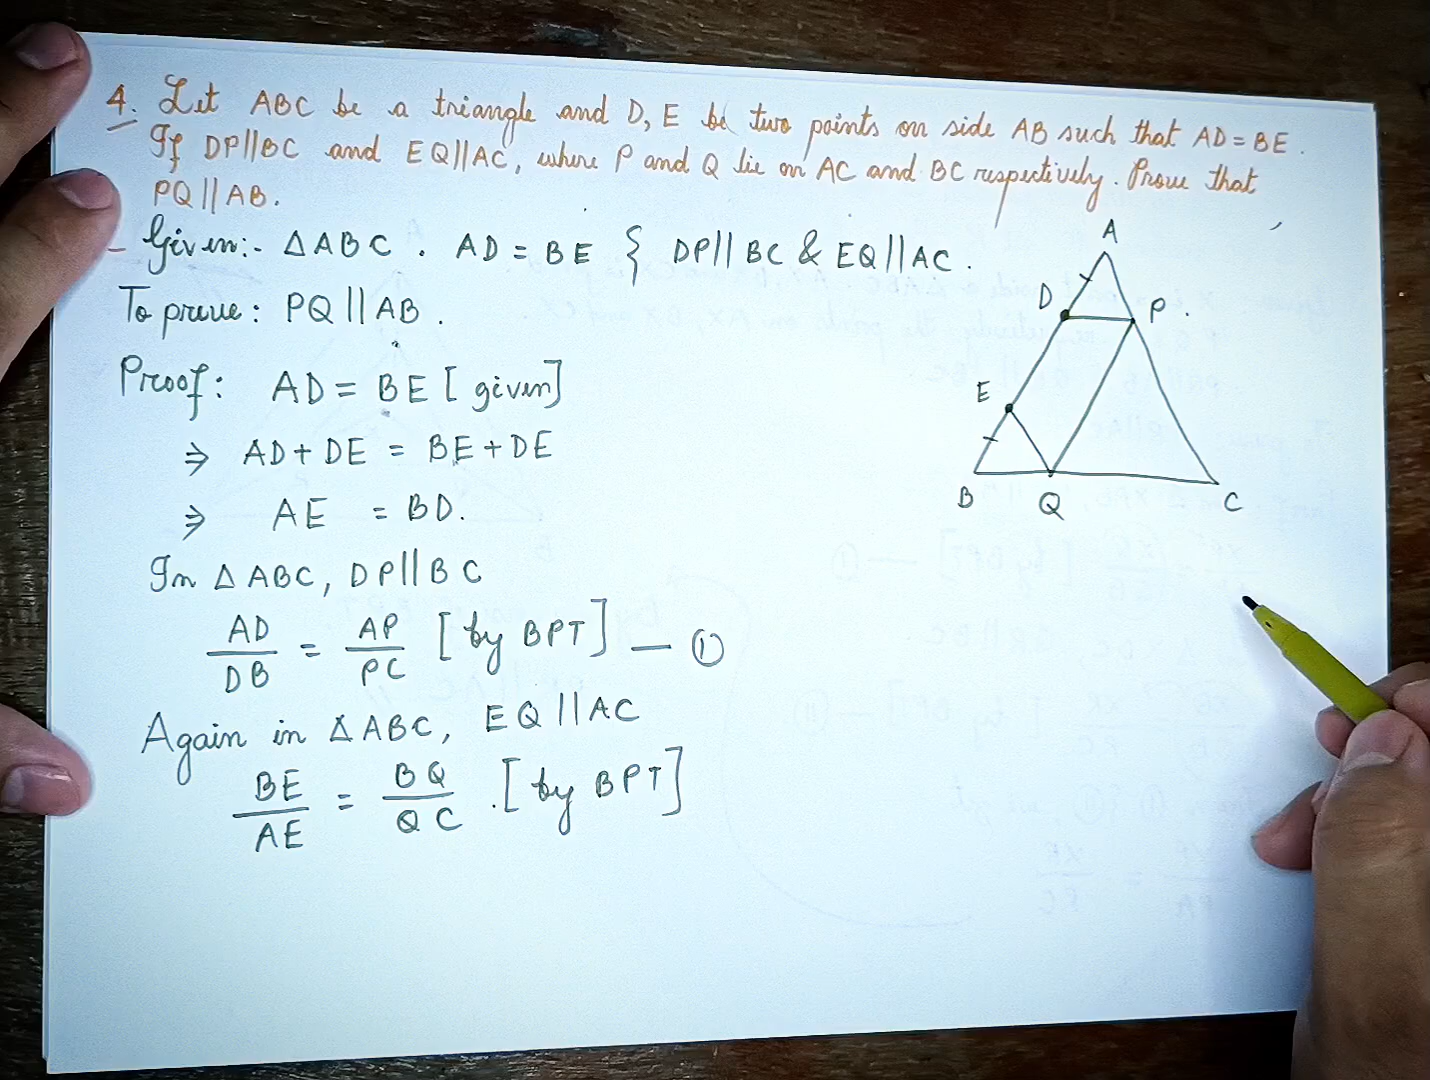 4. Let ABC be a triangle and D, E be two points on side AB such that AD = BE.
If DP||BC and EQ||AC, where P and Q lie on AC and BC respectively. Prove that
PQ || AB.
- Given:- △ABC . AD = BE { DP || BC & EQ || AC .
To prove: PQ || AB .
Proof: AD = BE [given]
⇒ AD + DE = BE + DE
⇒ AE = BD.
In △ ABC, DP || BC
AD/DB = AP/PC [by BPT] — ①
Again in △ABC, EQ || AC
BE/AE = BQ/QC . [by BPT]
A
D
P .
E
B
Q
C